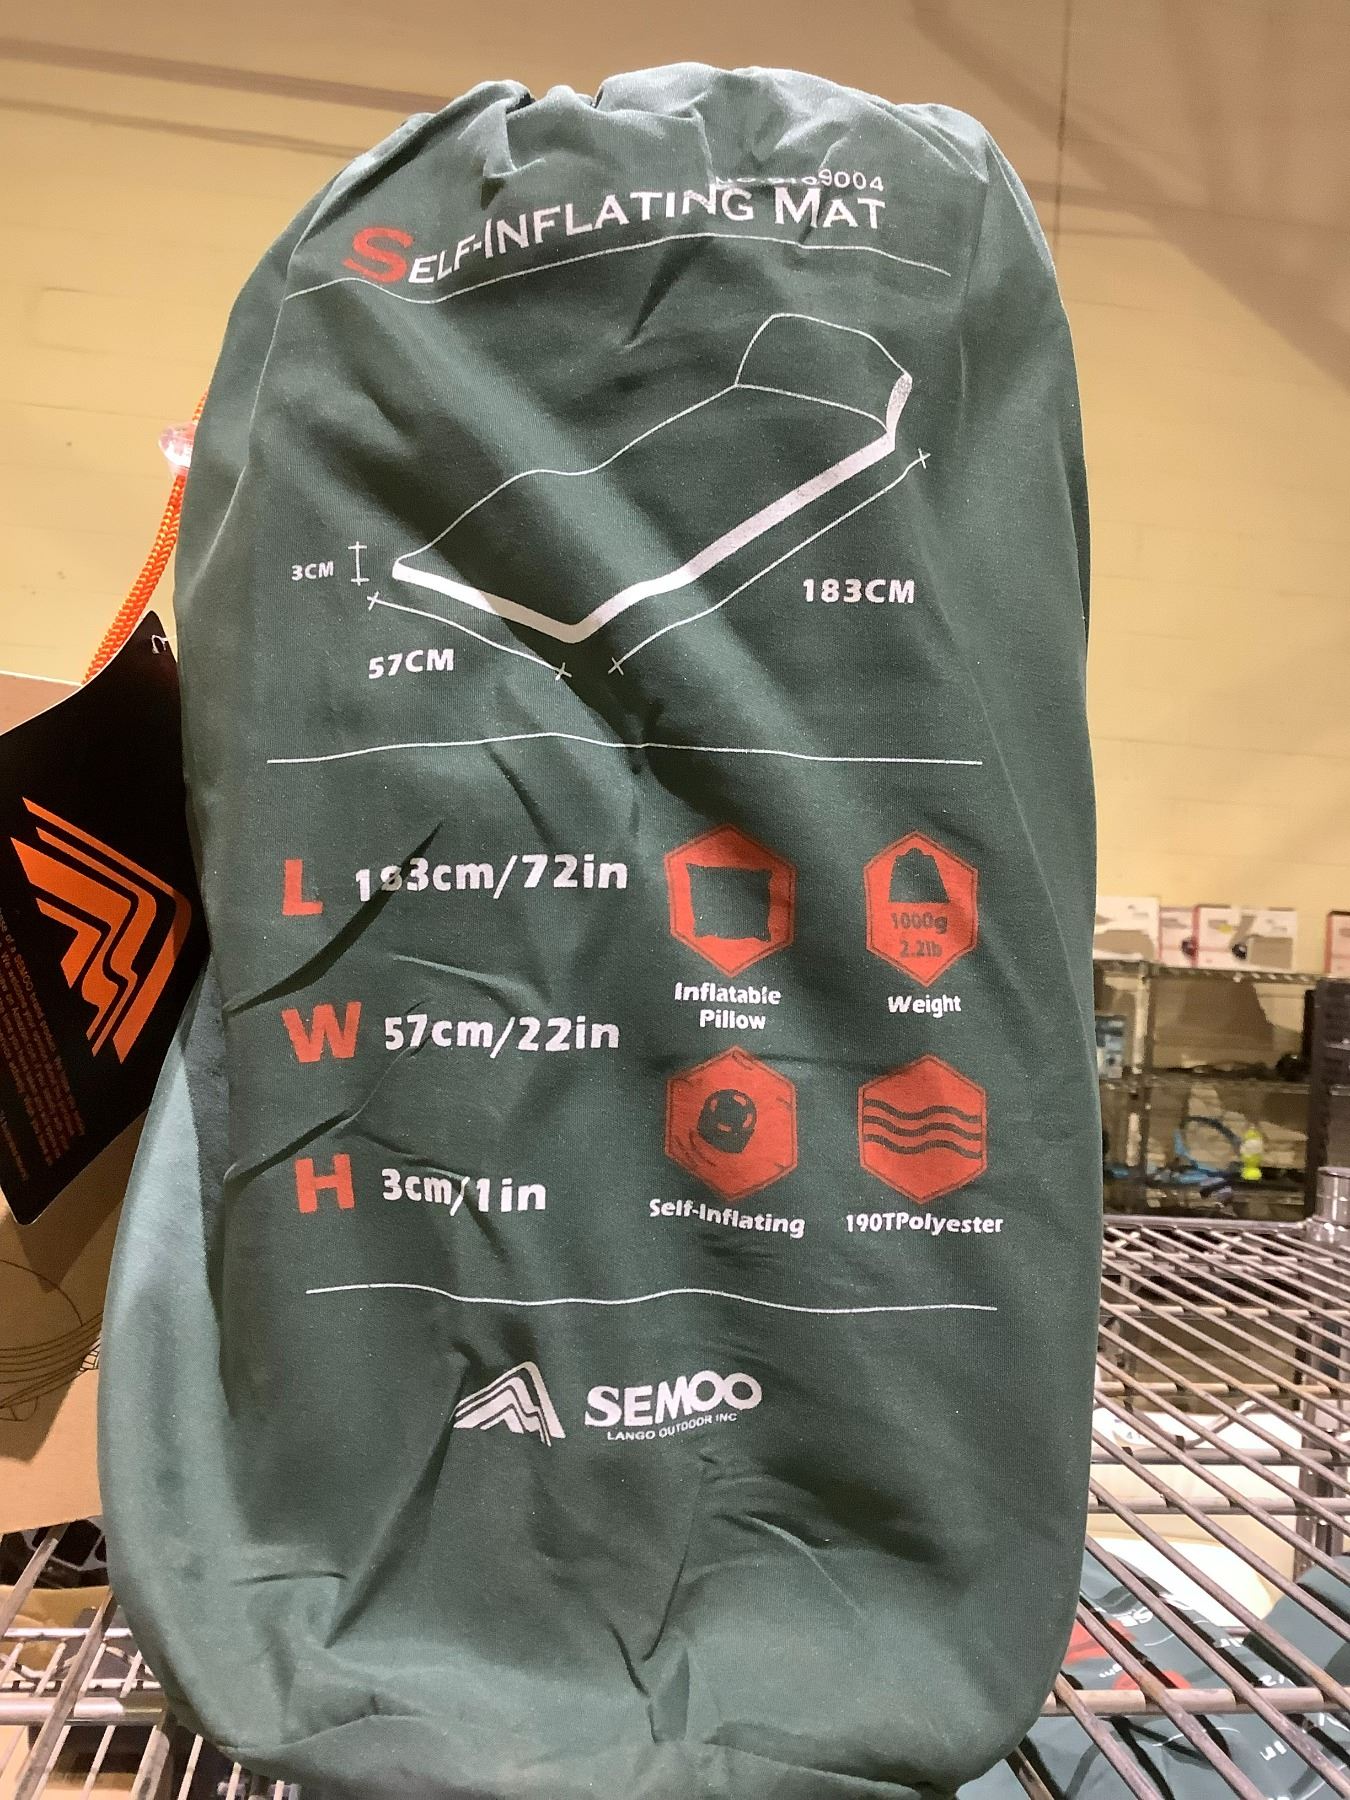 9004
SELF-INFLATING MAT
3CM
183CM
57CM
L 183cm/72in
W 57cm/22in
H 3cm/1in
1000g
2.2lb
Inflatable
Pillow
Weight
Self-Inflating
190TPolyester
SEMOO
LANGO OUTDOOR INC